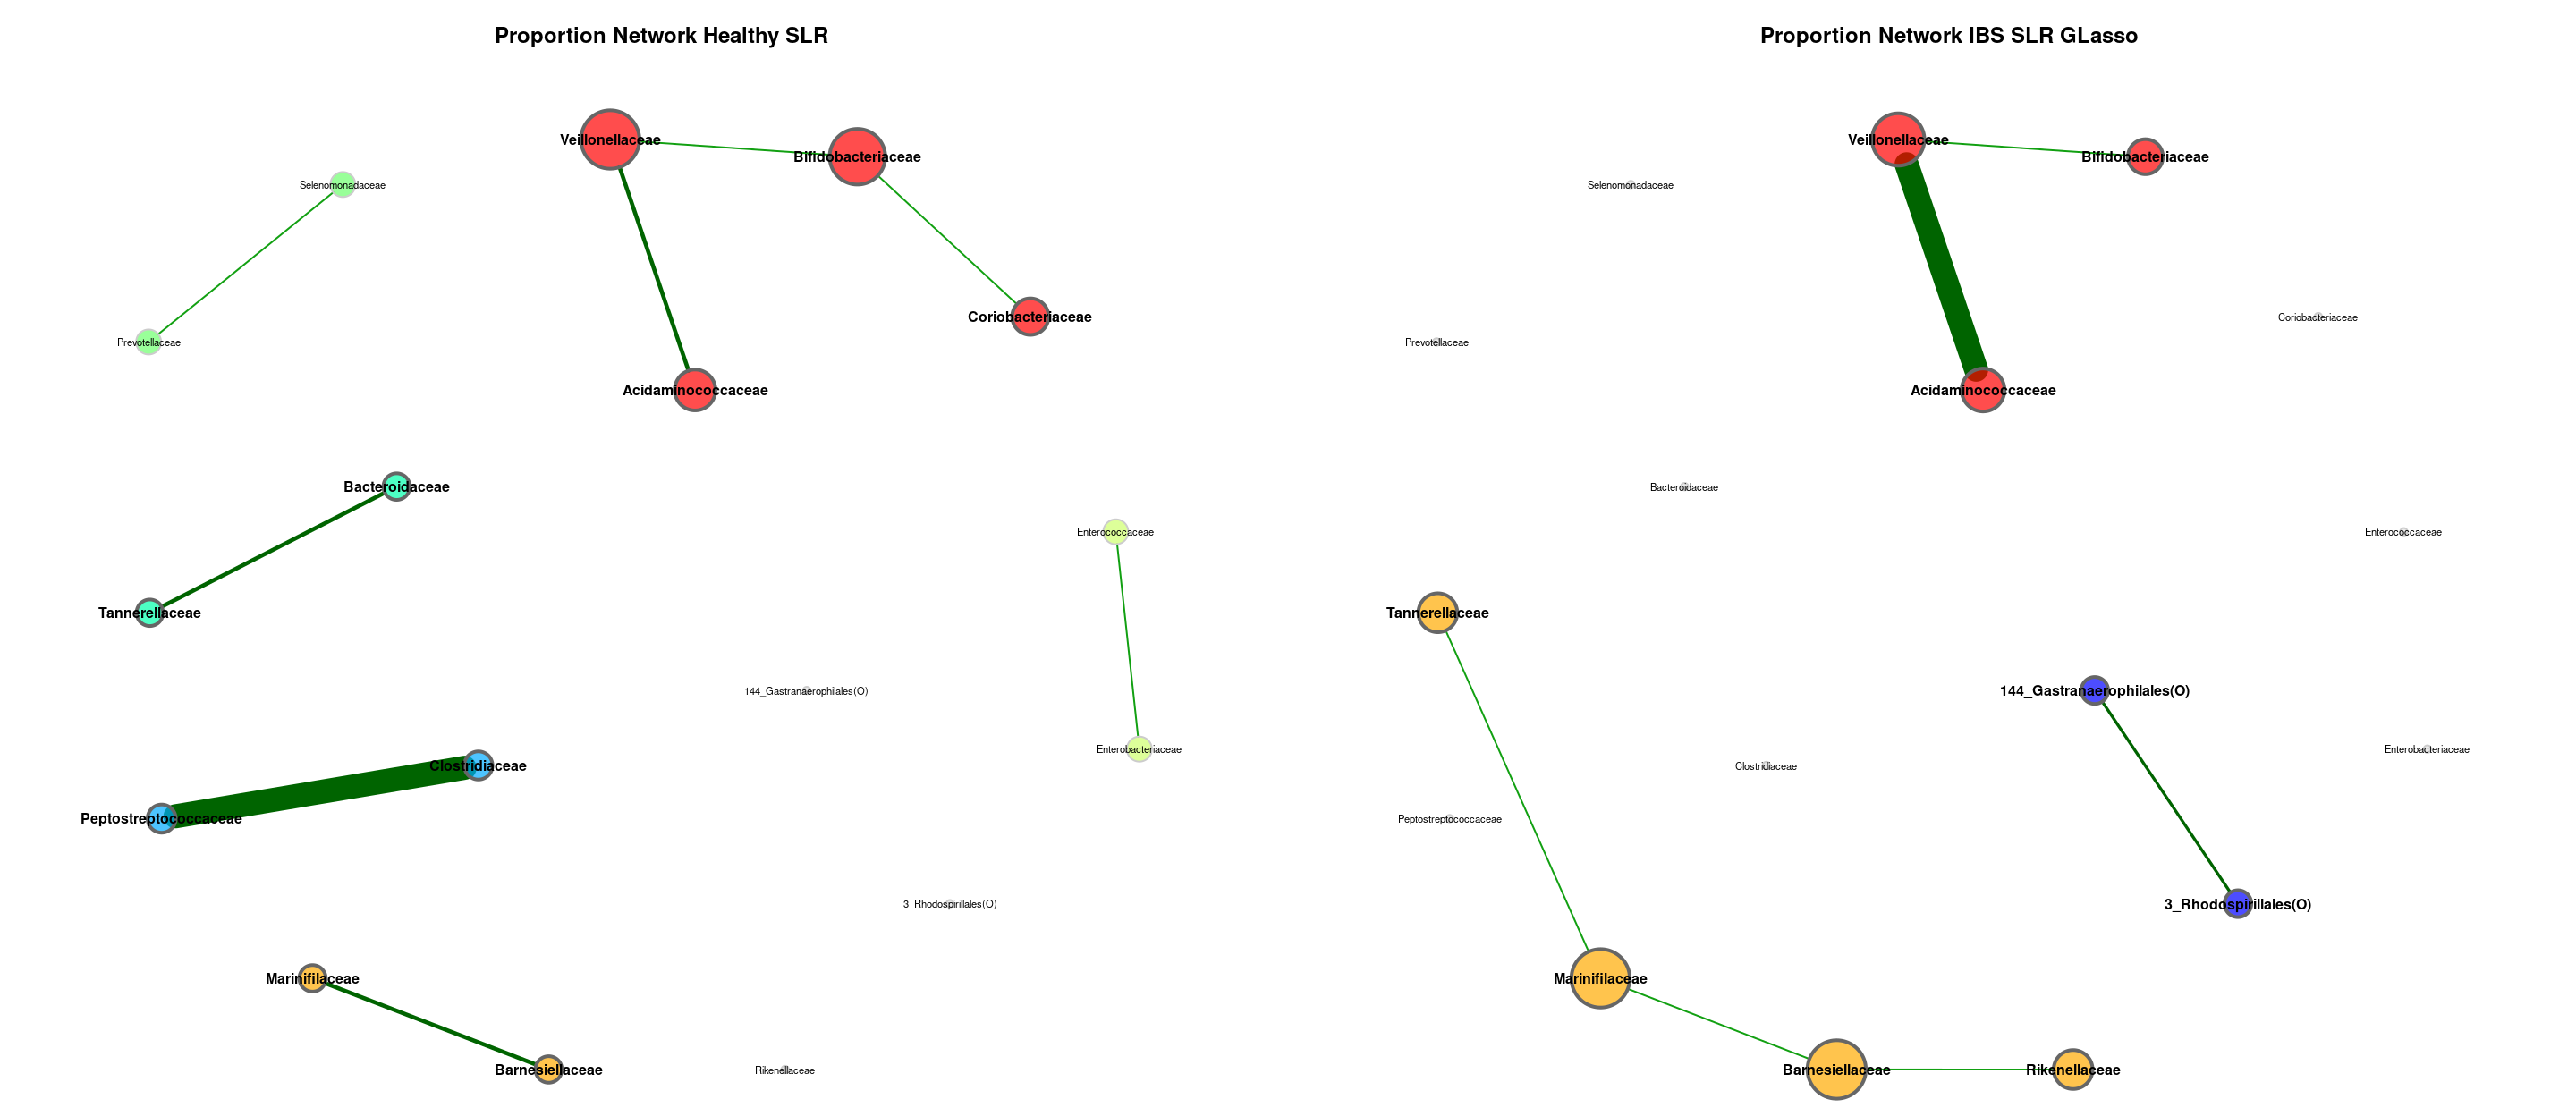 Proportion Network Healthy SLR
Veillonellaceae
Bifidobacteriaceae
Selenomonadaceae
Coriobacteriaceae
Prevotellaceae
Acidaminococcaceae
Bacteroidaceae
Enterococcaceae
Tannerellaceae
144_Gastranaerophilales(O)
Enterobacteriaceae
Clostridiaceae
Peptostreptococcaceae
3_Rhodospirillales(O)
Marinifilaceae
Barnesiellaceae
Rikenellaceae
Proportion Network IBS SLR GLasso
Veillonellaceae
Bifidobacteriaceae
Selenomonadaceae
Coriobacteriaceae
Prevotellaceae
Acidaminococcaceae
Bacteroidaceae
Enterococcaceae
Tannerellaceae
144_Gastranaerophilales(O)
Enterobacteriaceae
Clostridiaceae
Peptostreptococcaceae
3_Rhodospirillales(O)
Marinifilaceae
Barnesiellaceae
Rikenellaceae